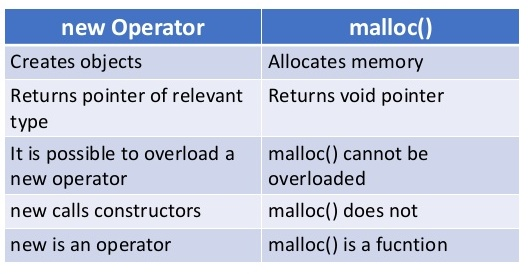 new Operator malloc()
Creates objects Allocates memory
Returns pointer of relevant Returns void pointer
type
It is possible to overload a malloc() cannot be
new operator overloaded
new calls constructors malloc() does not
new is an operator malloc() is a fucntion